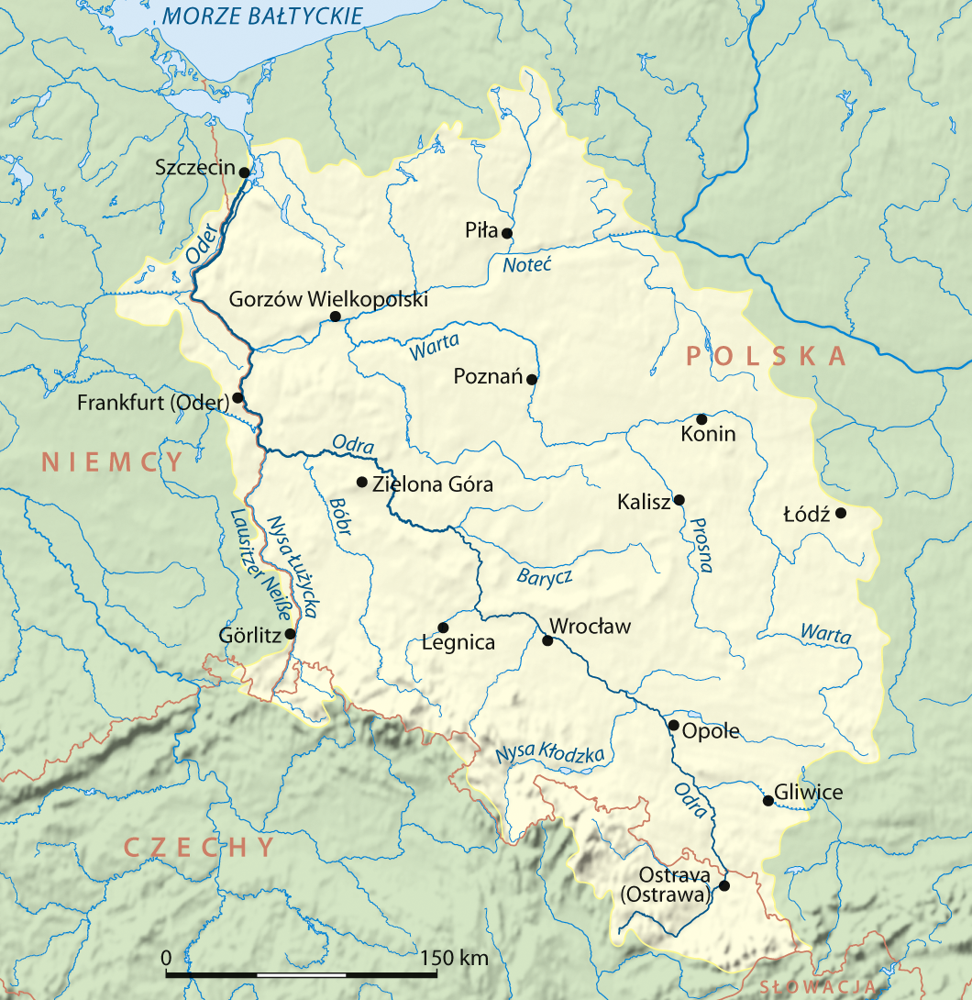 MORZE BAŁTYCKIE
Szczecin
Oder
Piła
Noteć
Gorzów Wielkopolski
Warta
POLSKA
Poznań
Frankfurt (Oder)
Konin
Odra
NIEMCY
Zielona Góra
Kalisz
Łódź
Bóbr
Lausitzer Neiße
Nysa Łużycka
Prosna
Barycz
Görlitz
Legnica
Wrocław
Warta
Opole
Nysa Kłodzka
Odra
Gliwice
CZECHY
Ostrava
(Ostrawa)
0 150 km
SŁOWACJA